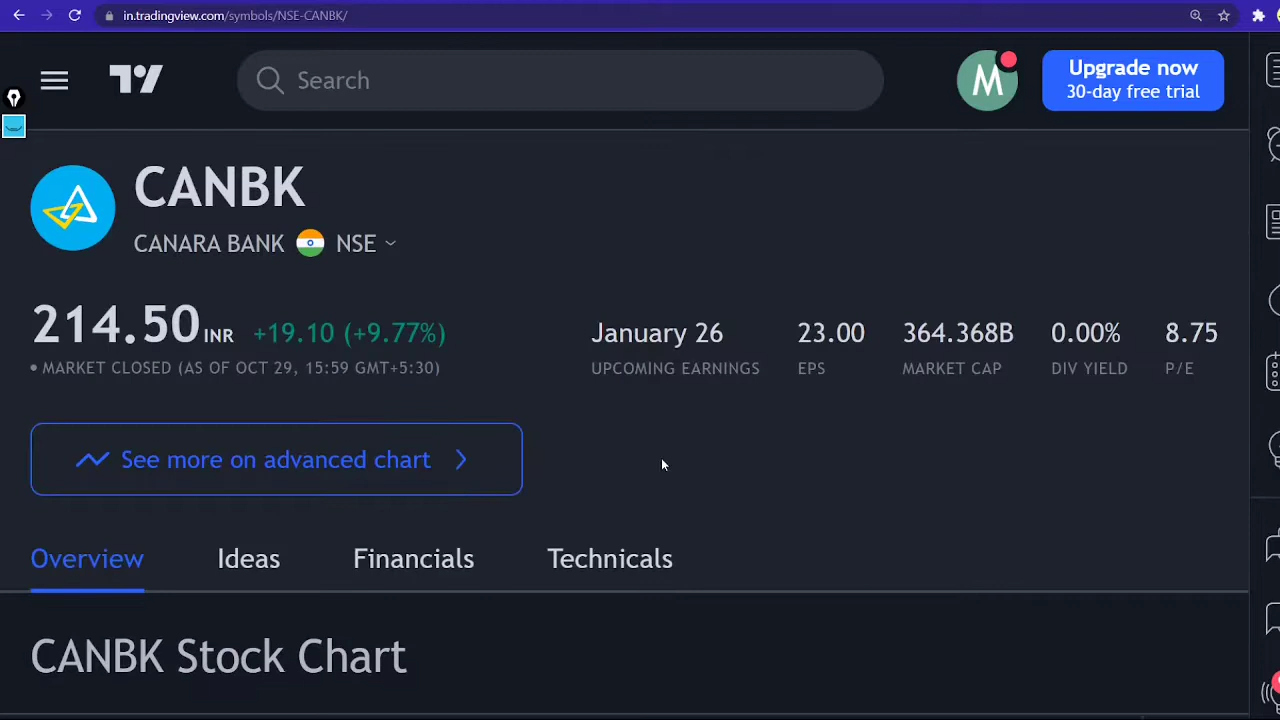 in.tradingview.com/symbols/NSE-CANBK/
Search
M
Upgrade now
30-day free trial
CANBK
CANARA BANK NSE
214.50 INR +19.10 (+9.77%)
MARKET CLOSED (AS OF OCT 29, 15:59 GMT+5:30)
January 26 23.00 364.368B 0.00% 8.75
UPCOMING EARNINGS EPS MARKET CAP DIV YIELD P/E
See more on advanced chart
Overview Ideas Financials Technicals
CANBK Stock Chart